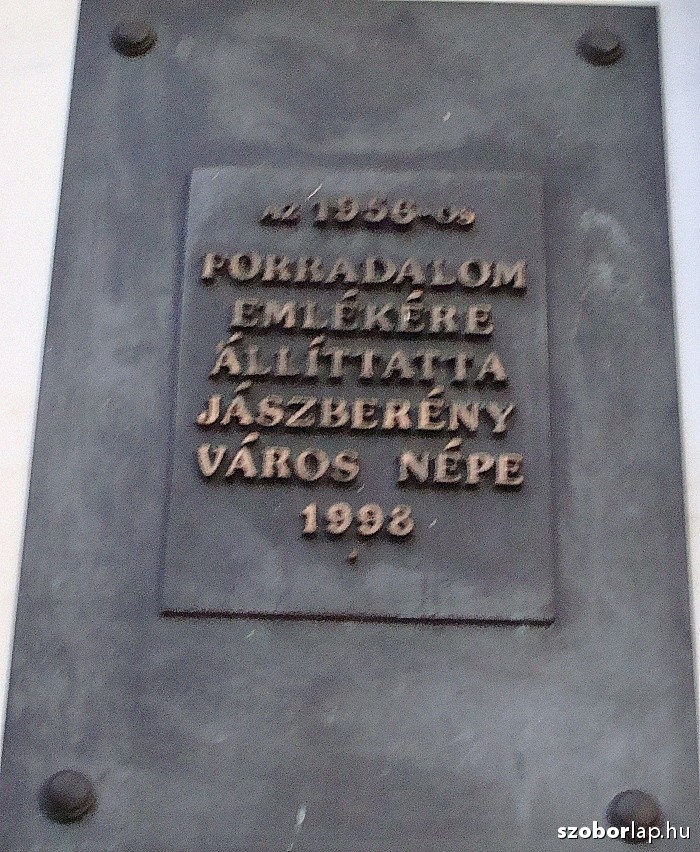 AZ 1956-OS
FORRADALOM
EMLÉKÉRE
ÁLLÍTTATTA
JÁSZBERÉNY
VÁROS NÉPE
1998
szoborlap.hu